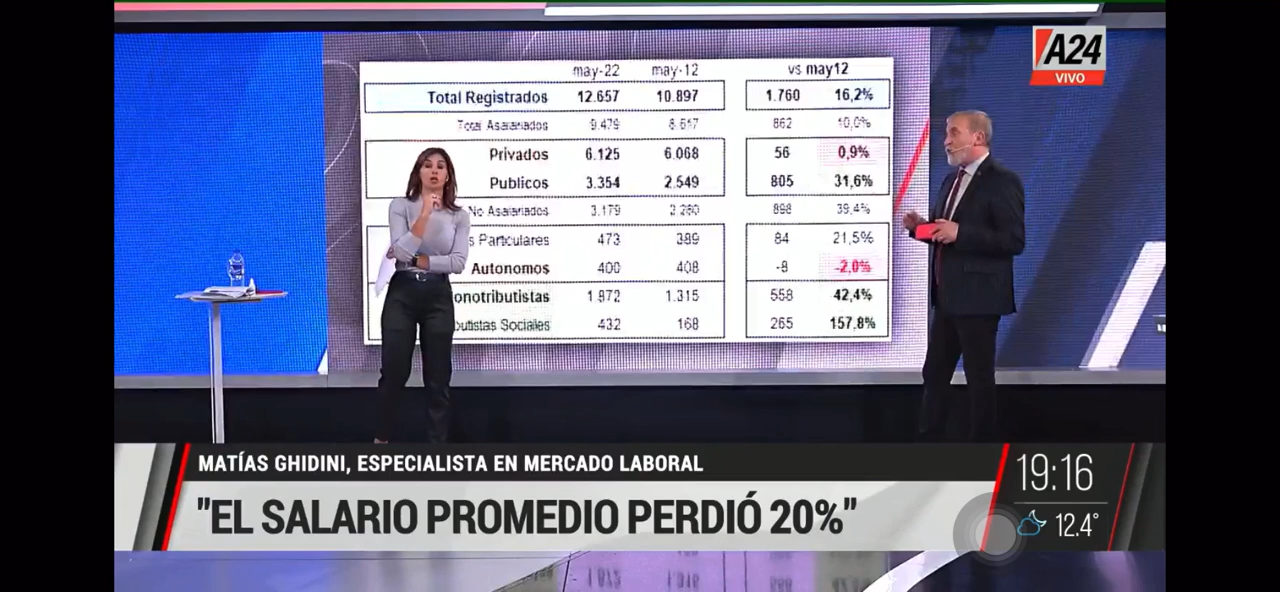 A24
VIVO
may-22 may-12 vs may12
Total Registrados 12.657 10.897 1.760 16,2%
Total Asalariados 9.479 8.617 862 10,0%
Privados 6.125 6.068 56 0,9%
Publicos 3.354 2.549 805 31,6%
No Asalariados 3.179 2.280 898 39,4%
s Particulares 473 389 84 21,5%
Autonomos 400 408 -8 -2,0%
onotributistas 1.872 1.315 558 42,4%
butistas Sociales 432 168 265 157,8%
MATÍAS GHIDINI, ESPECIALISTA EN MERCADO LABORAL
"EL SALARIO PROMEDIO PERDIÓ 20%"
19:16
12.4°